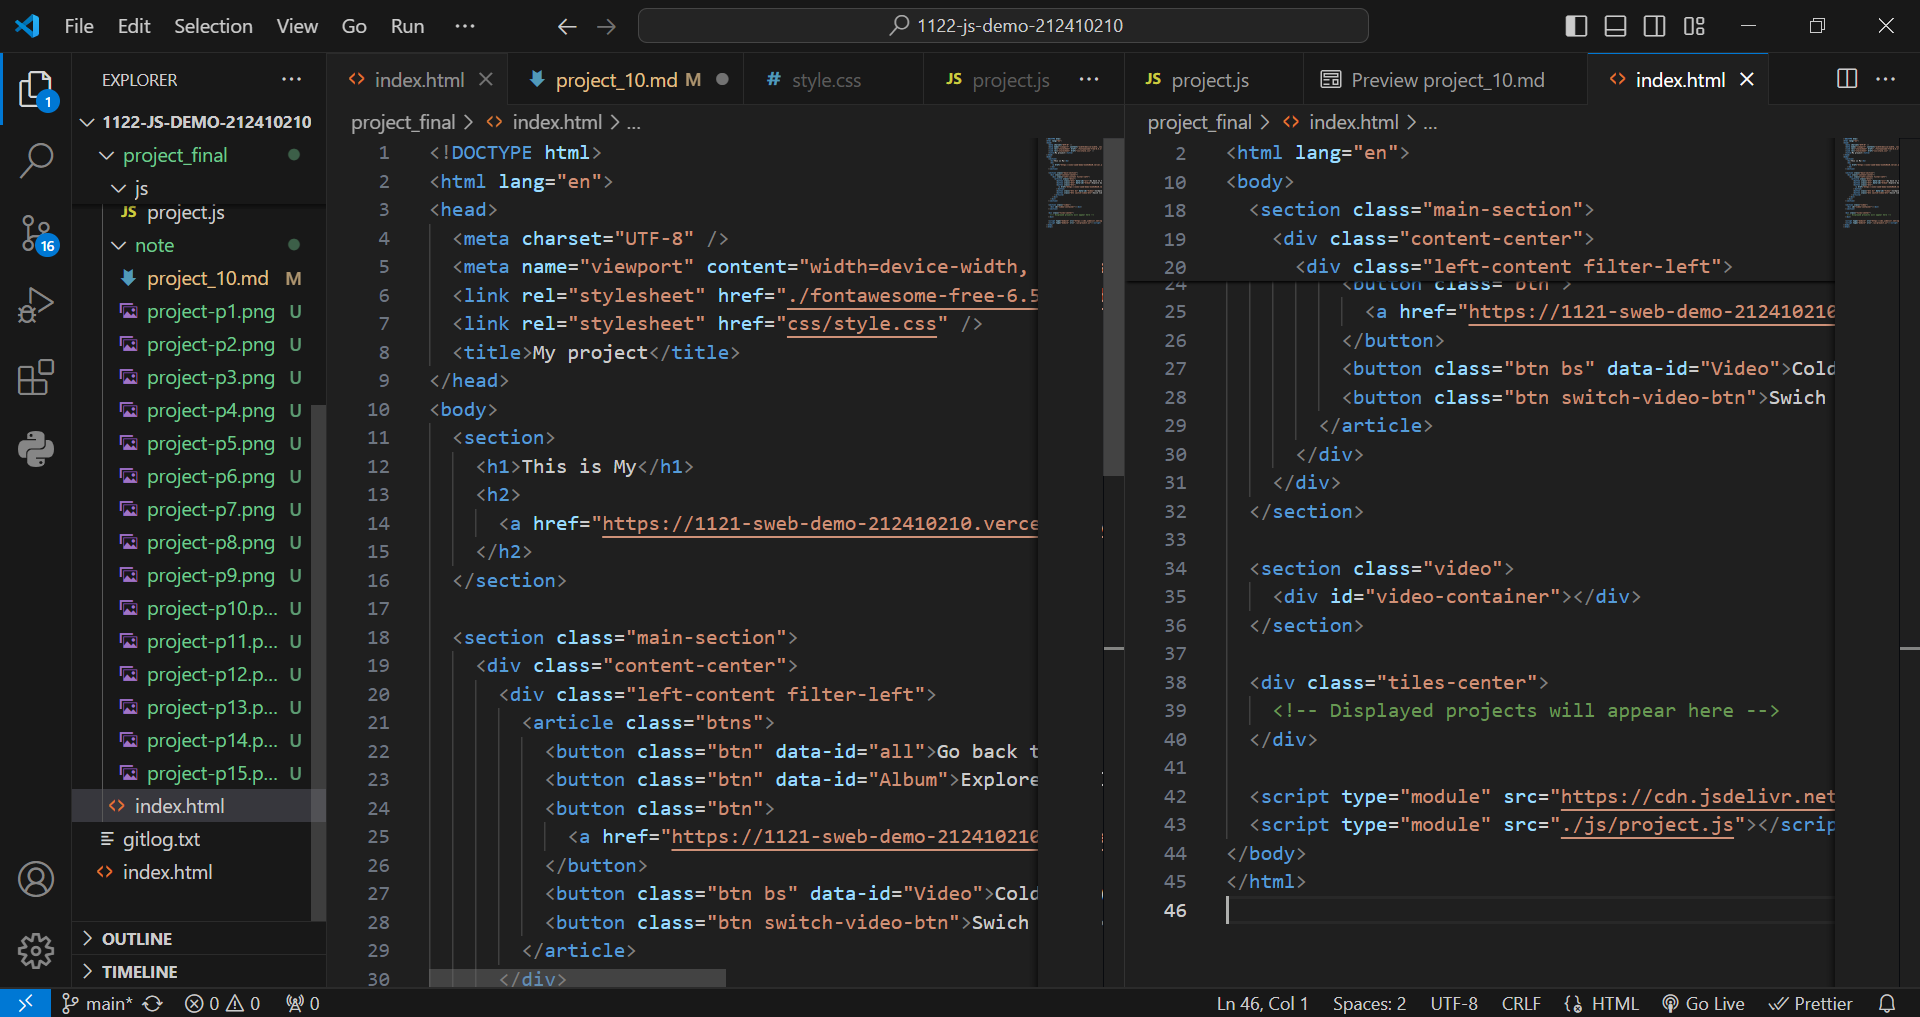 File Edit Selection View Go Run ···
1122-js-demo-212410210
EXPLORER ···
1
16
1122-JS-DEMO-212410210
project_final
js
JS project.js
note
project_10.md M
project-p1.png U
project-p2.png U
project-p3.png U
project-p4.png U
project-p5.png U
project-p6.png U
project-p7.png U
project-p8.png U
project-p9.png U
project-p10.p... U
project-p11.p... U
project-p12.p... U
project-p13.p... U
project-p14.p... U
project-p15.p... U
index.html
gitlog.txt
index.html
OUTLINE
TIMELINE
index.html project_10.md M # style.css JS project.js ···
project_final > index.html > ...
1 <!DOCTYPE html>
2 <html lang="en">
3 <head>
4 <meta charset="UTF-8" />
5 <meta name="viewport" content="width=device-width,
6 <link rel="stylesheet" href="./fontawesome-free-6.5
7 <link rel="stylesheet" href="css/style.css" />
8 <title>My project</title>
9 </head>
10 <body>
11 <section>
12 <h1>This is My</h1>
13 <h2>
14 <a href="https://1121-sweb-demo-212410210.verce
15 </h2>
16 </section>
17
18 <section class="main-section">
19 <div class="content-center">
20 <div class="left-content filter-left">
21 <article class="btns">
22 <button class="btn" data-id="all">Go back t
23 <button class="btn" data-id="Album">Explore
24 <button class="btn">
25 <a href="https://1121-sweb-demo-212410210
26 </button>
27 <button class="btn bs" data-id="Video">Cold
28 <button class="btn switch-video-btn">Swich
29 </article>
30 </div>
JS project.js Preview project_10.md index.html ···
project_final > index.html > ...
2 <html lang="en">
10 <body>
18 <section class="main-section">
19 <div class="content-center">
20 <div class="left-content filter-left">
24 <button class="btn">
25 <a href="https://1121-sweb-demo-212410210
26 </button>
27 <button class="btn bs" data-id="Video">Cold
28 <button class="btn switch-video-btn">Swich
29 </article>
30 </div>
31 </div>
32 </section>
33
34 <section class="video">
35 <div id="video-container"></div>
36 </section>
37
38 <div class="tiles-center">
39 <!-- Displayed projects will appear here -->
40 </div>
41
42 <script type="module" src="https://cdn.jsdelivr.net
43 <script type="module" src="./js/project.js"></scrip
44 </body>
45 </html>
46
main* 0 0 0 Ln 46, Col 1 Spaces: 2 UTF-8 CRLF HTML Go Live Prettier